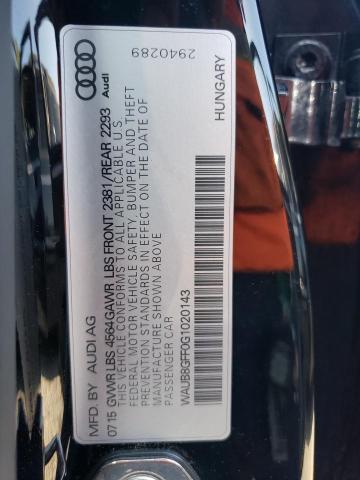 MFD. BY AUDI AG
07 15 GVWR LBS 4564 GAWR LBS FRONT 2381/REAR 2293
THIS VEHICLE CONFORMS TO ALL APPLICABLE U.S.
FEDERAL MOTOR VEHICLE SAFETY, BUMPER AND THEFT
PREVENTION STANDARDS IN EFFECT ON THE DATE OF
MANUFACTURE SHOWN ABOVE
PASSENGER CAR
WAUB8GFF0G1020143
HUNGARY
Audi
2940289